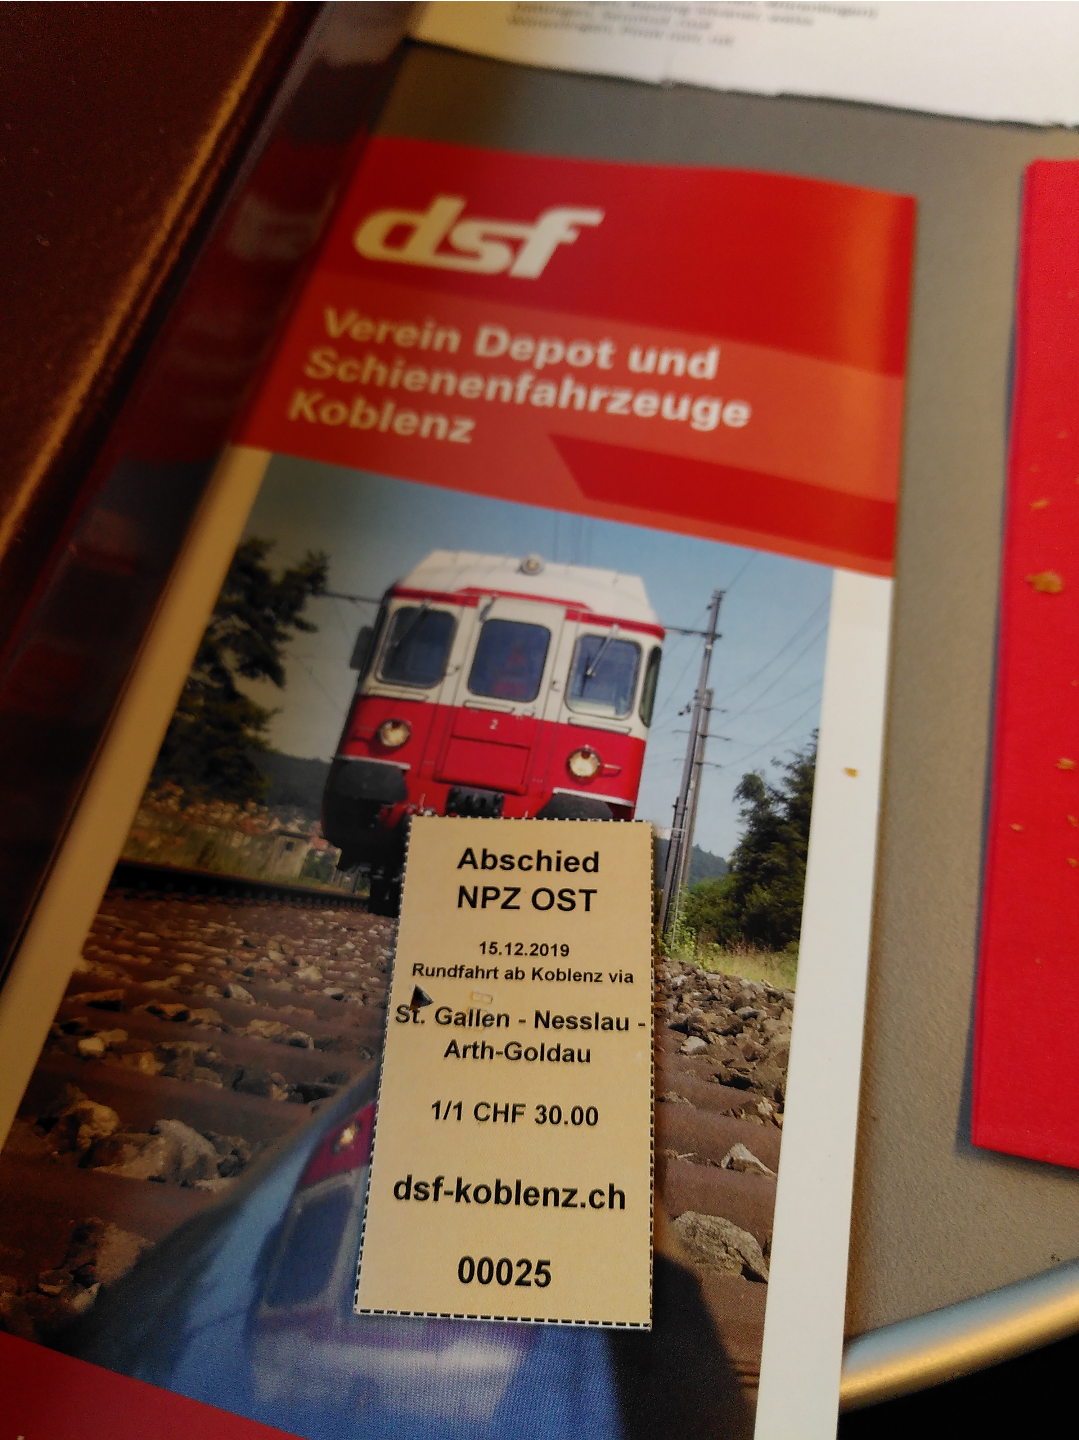 dsf
Verein Depot und
Schienenfahrzeuge
Koblenz
2
Abschied
NPZ OST
15.12.2019
Rundfahrt ab Koblenz via
St. Gallen - Nesslau -
Arth-Goldau
1/1 CHF 30.00
dsf-koblenz.ch
00025